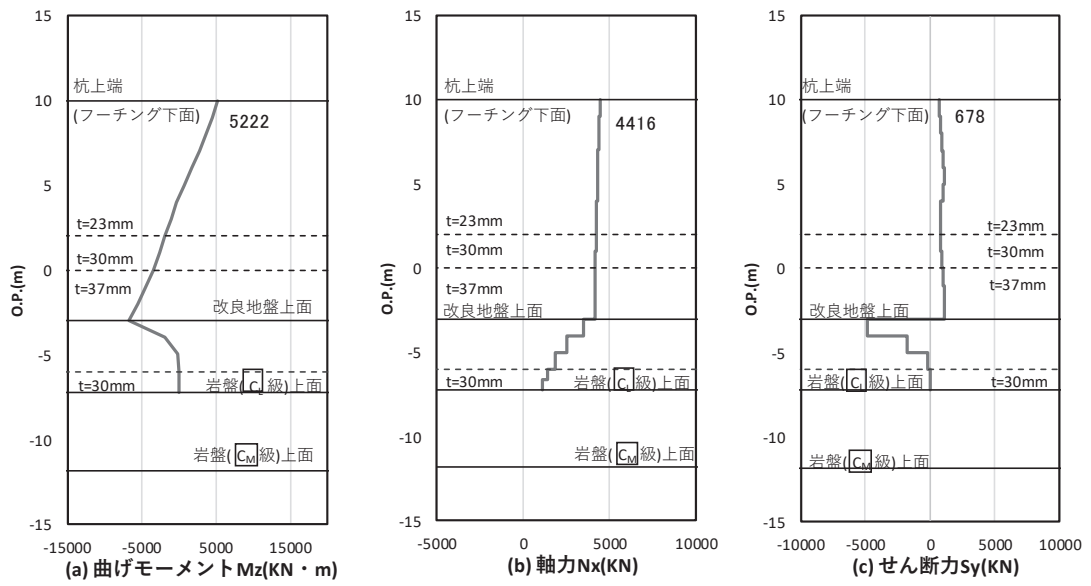 15
10
5
0
-5
-10
-15
O.P.(m)
杭上端
(フーチング下面)
5222
t=23mm
t=30mm
t=37mm
改良地盤上面
t=30mm
岩盤(CL級)上面
岩盤(CM級)上面
-15000 -5000 5000 15000
(a) 曲げモーメントMz(KN・m)
15
10
5
0
-5
-10
-15
O.P.(m)
杭上端
(フーチング下面)
4416
t=23mm
t=30mm
t=37mm
改良地盤上面
t=30mm
岩盤(CL級)上面
岩盤(CM級)上面
-5000 0 5000 10000
(b) 軸力Nx(KN)
15
10
5
0
-5
-10
-15
O.P.(m)
杭上端
(フーチング下面)
678
t=23mm
t=30mm
t=37mm
改良地盤上面
岩盤(CL級)上面
t=30mm
岩盤(CM級)上面
-10000 -5000 0 5000 10000
(c) せん断力Sy(KN)